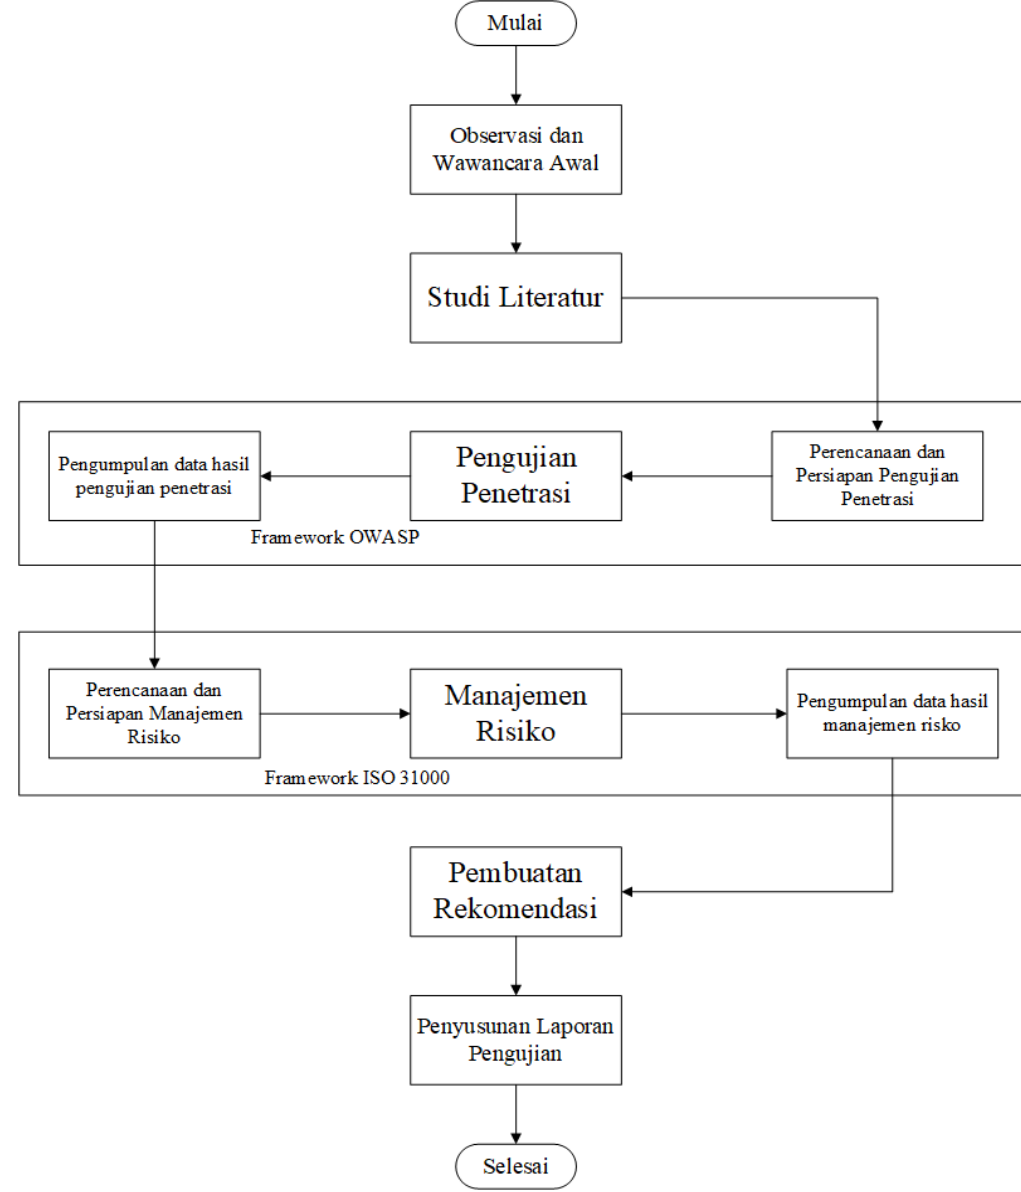 Mulai
Observasi dan
Wawancara Awal
Studi Literatur
Perencanaan dan
Persiapan Pengujian
Penetrasi
Pengujian
Penetrasi
Pengumpulan data hasil
pengujian penetrasi
Framework OWASP
Perencanaan dan
Persiapan Manajemen
Risiko
Manajemen
Risiko
Pengumpulan data hasil
manajemen risko
Framework ISO 31000
Pembuatan
Rekomendasi
Penyusunan Laporan
Pengujian
Selesai